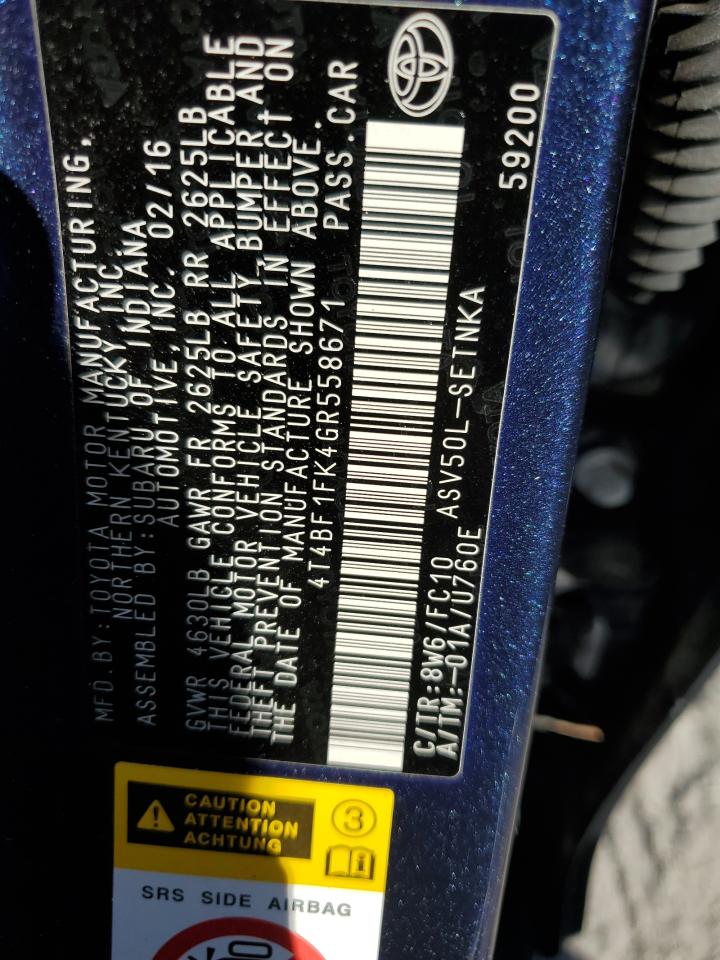 MFD. BY: TOYOTA MOTOR MANUFACTURING,
NORTHERN KENTUCKY INC
ASSEMBLED BY: SUBARU OF INDIANA
AUTOMOTIVE, INC. 02/16
GVWR 4630LB GAWR FR 2625LB RR 2625LB
THIS VEHICLE CONFORMS TO ALL APPLICABLE
FEDERAL MOTOR VEHICLE SAFETY, BUMPER AND
THEFT PREVENTION STANDARDS IN EFFECT ON
THE DATE OF MANUFACTURE SHOWN ABOVE.
4T4BF1FK4GR558671 PASS.CAR
C/TR:8W6/FC10 ASV50L-SETNKA
A/TM:-01A/U760E
59200
CAUTION
ATTENTION
ACHTUNG
3
SRS SIDE AIRBAG